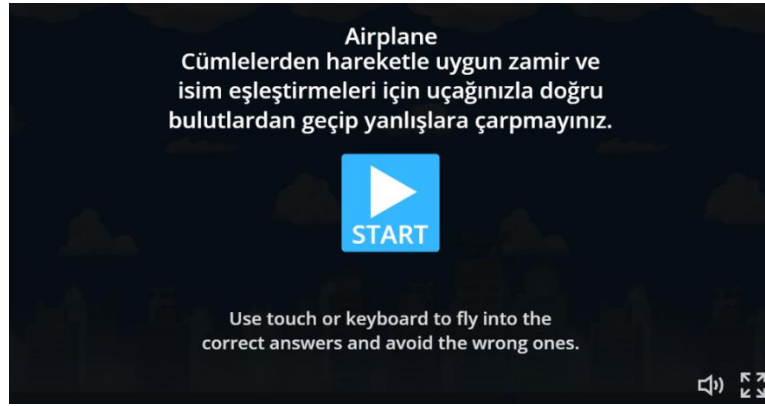 Airplane
Cümlelerden hareketle uygun zamir ve
isim eşleştirmeleri için uçağınızla doğru
bulutlardan geçip yanlışlara çarpmayınız.
START
Use touch or keyboard to fly into the
correct answers and avoid the wrong ones.